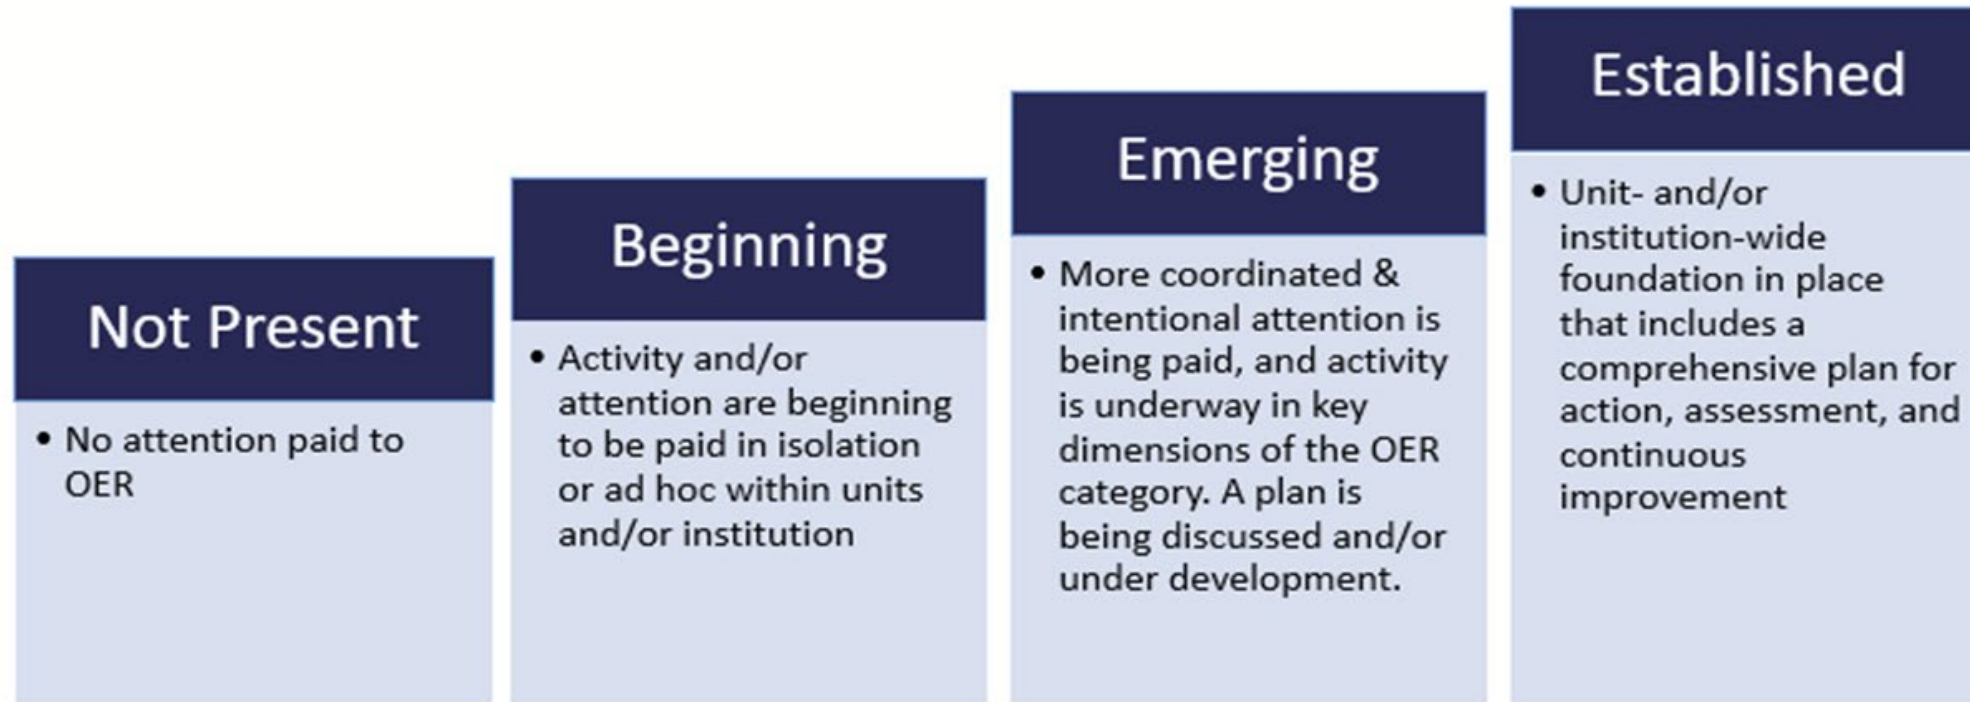 Not Present
• No attention paid to
OER
Beginning
• Activity and/or
attention are beginning
to be paid in isolation
or ad hoc within units
and/or institution
Emerging
• More coordinated &
intentional attention is
being paid, and activity
is underway in key
dimensions of the OER
category. A plan is
being discussed and/or
under development.
Established
• Unit- and/or
institution-wide
foundation in place
that includes a
comprehensive plan for
action, assessment, and
continuous
improvement